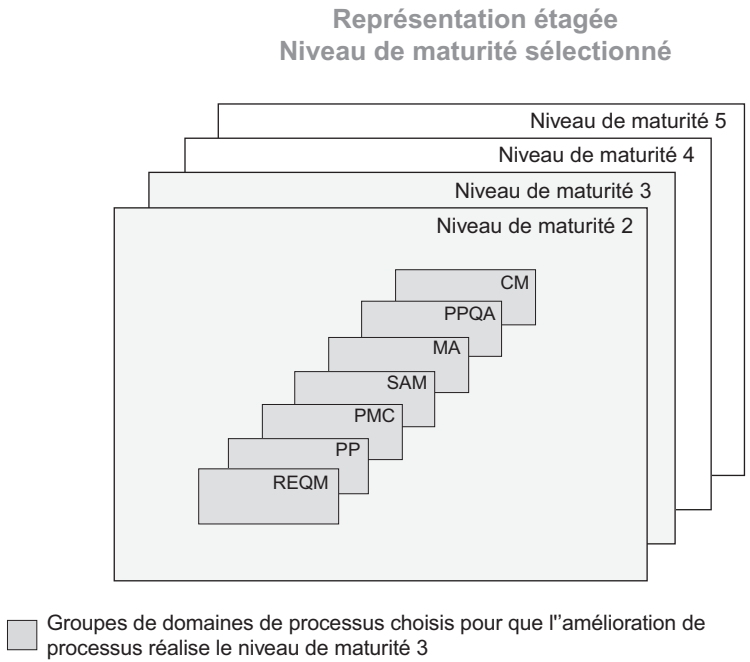 Représentation étagée
Niveau de maturité sélectionné
Niveau de maturité 5
Niveau de maturité 4
Niveau de maturité 3
Niveau de maturité 2
CM
PPQA
MA
SAM
PMC
PP
REQM
Groupes de domaines de processus choisis pour que l'’amélioration de
processus réalise le niveau de maturité 3